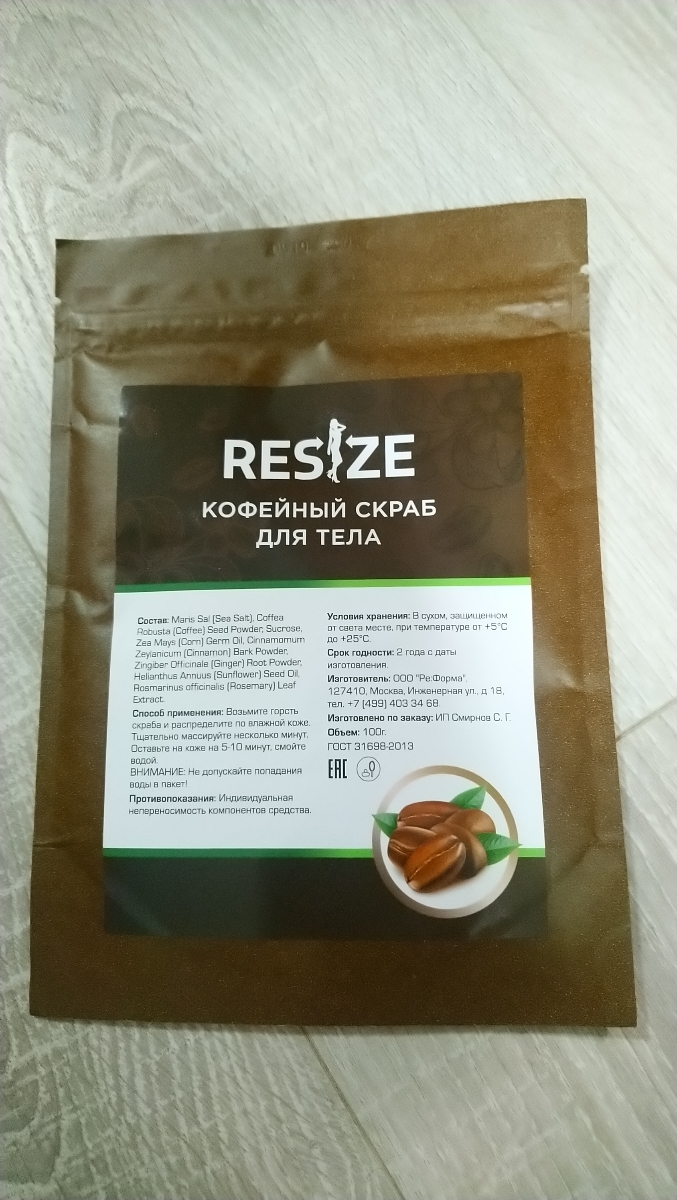 RESIZE
КОФЕЙНЫЙ СКРАБ
ДЛЯ ТЕЛА
Состав: Maris Sal (Sea Salt), Coffea
Robusta (Coffee) Seed Powder, Sucrose,
Zea Mays (Corn) Germ Oil, Cinnamomum
Zeylanicum (Cinnamon) Bark Powder,
Zingiber Officinale (Ginger) Root Powder,
Helianthus Annuus (Sunflower) Seed Oil,
Rosmarinus officinalis (Rosemary) Leaf
Extract.
Способ применения: Возьмите горсть
скраба и распределите по влажной коже.
Тщательно массируйте несколько минут.
Оставьте на коже на 5-10 минут, смойте
водой.
ВНИМАНИЕ: Не допускайте попадания
воды в пакет!
Противопоказания: Индивидуальная
непереносимость компонентов средства.
Условия хранения: В сухом, защищенном
от света месте, при температуре от +5°C
до +25°C.
Срок годности: 2 года с даты
изготовления.
Изготовитель: ООО "Ре:Форма".
127410, Москва, Инженерная ул., д 18,
тел. +7 (499) 403 34 68.
Изготовлено по заказу: ИП Смирнов С. Г.
Объем: 100г.
ГОСТ 31698-2013
EAC